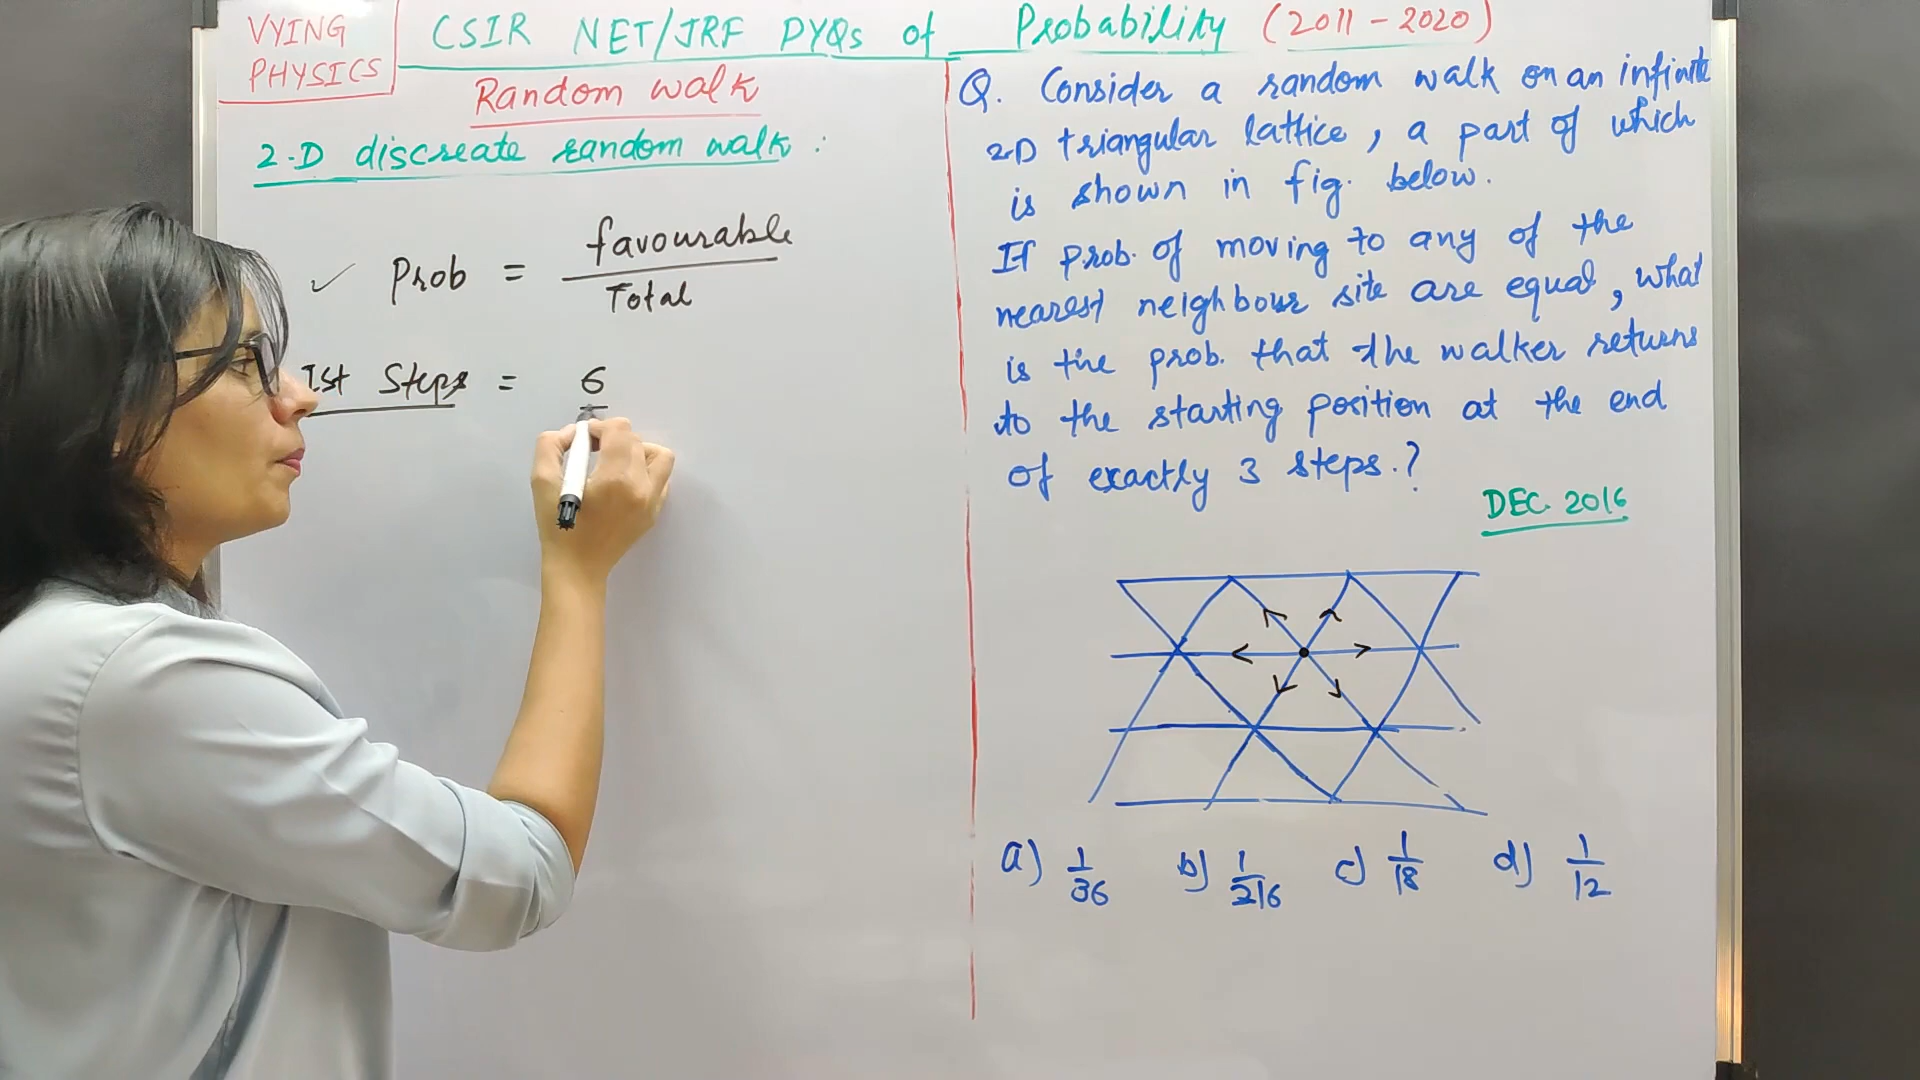 VYING
PHYSICS
CSIR NET/JRF PYQs of Probability (2011-2020)
Random walk
2-D discreate random walk :
✓ Prob = favourable
Total
Ist Steps = 6
Q. Consider a random walk on an infinite
2D triangular lattice, a part of which
is shown in fig. below.
If prob. of moving to any of the
nearest neighbour site are equal, what
is the prob. that the walker returns
to the starting position at the end
of exactly 3 steps.?
DEC. 2016
a) 1/36 b) 1/216 c) 1/18 d) 1/12